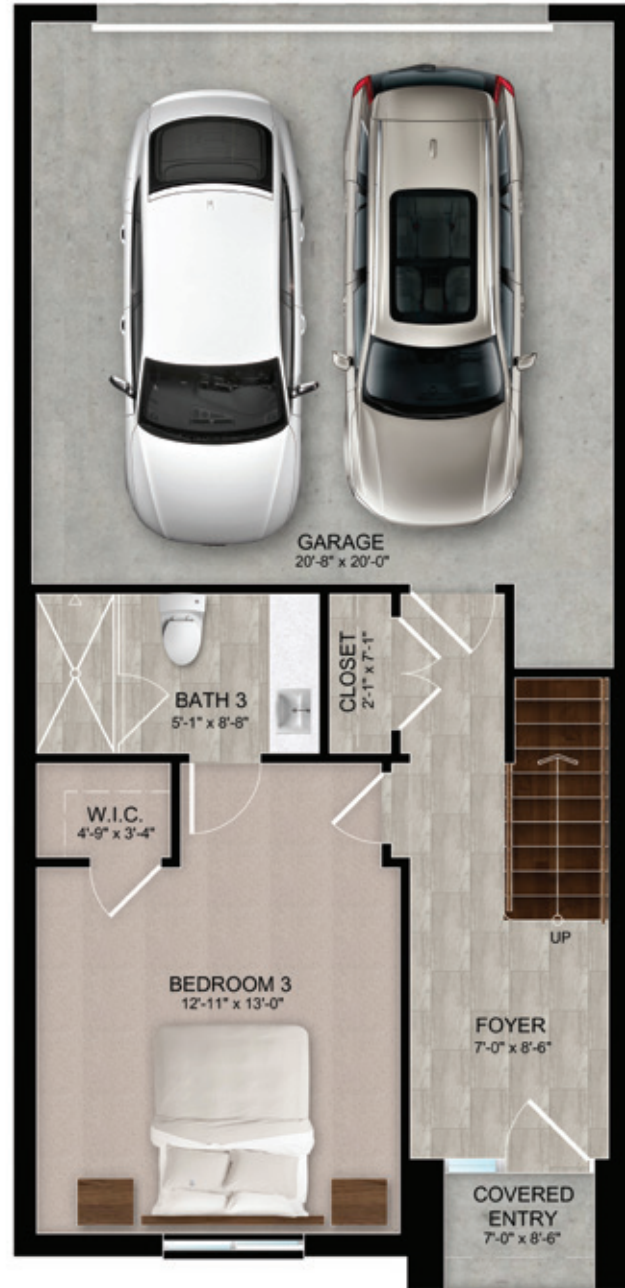 GARAGE
20'-8" x 20'-0"
BATH 3
5'-1" x 8'-8"
CLOSET
2'-1" x 7'-1"
W.I.C.
4'-9" x 3'-4"
UP
BEDROOM 3
12'-11" x 13'-0"
FOYER
7'-0" x 8'-6"
COVERED
ENTRY
7'-0" x 8'-6"